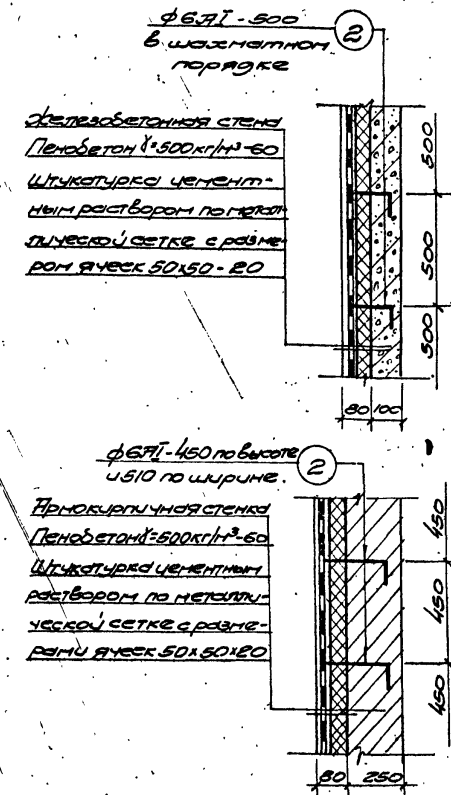 ф6АI-500
в шахматном
порядке
2
Железобетонная стена
Пенобетон γ=500кг/м³-60
Штукатурка цемент-
ным раствором по метал-
лической сетке с разме-
ром ячеек 50х50-20
500
500
500
80 100
ф6АI-450 по высоте
и 510 по ширине.
2
Армокирпичная стенка
Пенобетон γ=500кг/м³-60
Штукатурка цементным
раствором по металли-
ческой сетке с разме-
рами ячеек 50х50х20
450
450
450
80 250